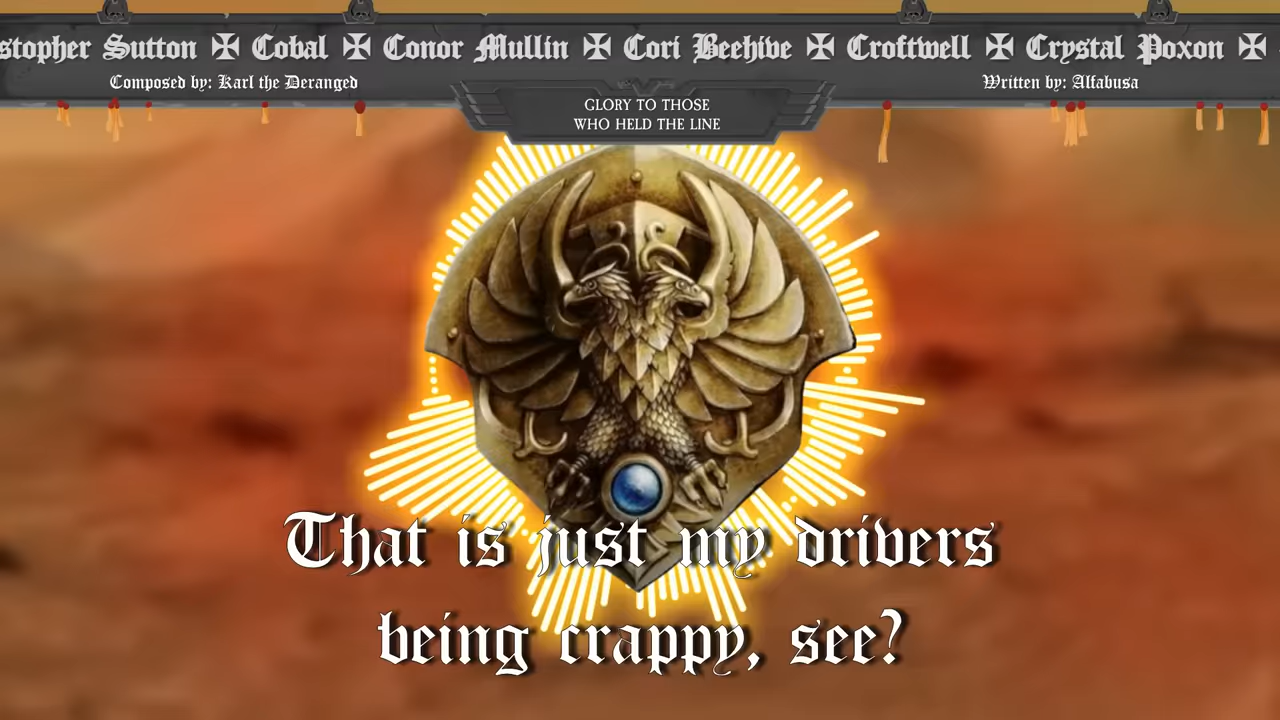 stopher Sutton ✠ Cobal ✠ Conor Mullin ✠ Cori Beehive ✠ Croftwell ✠ Crystal Poxon ✠
Composed by: Karl the Deranged
Written by: Alfabusa
GLORY TO THOSE
WHO HELD THE LINE
That is just my drivers
being crappy, see?